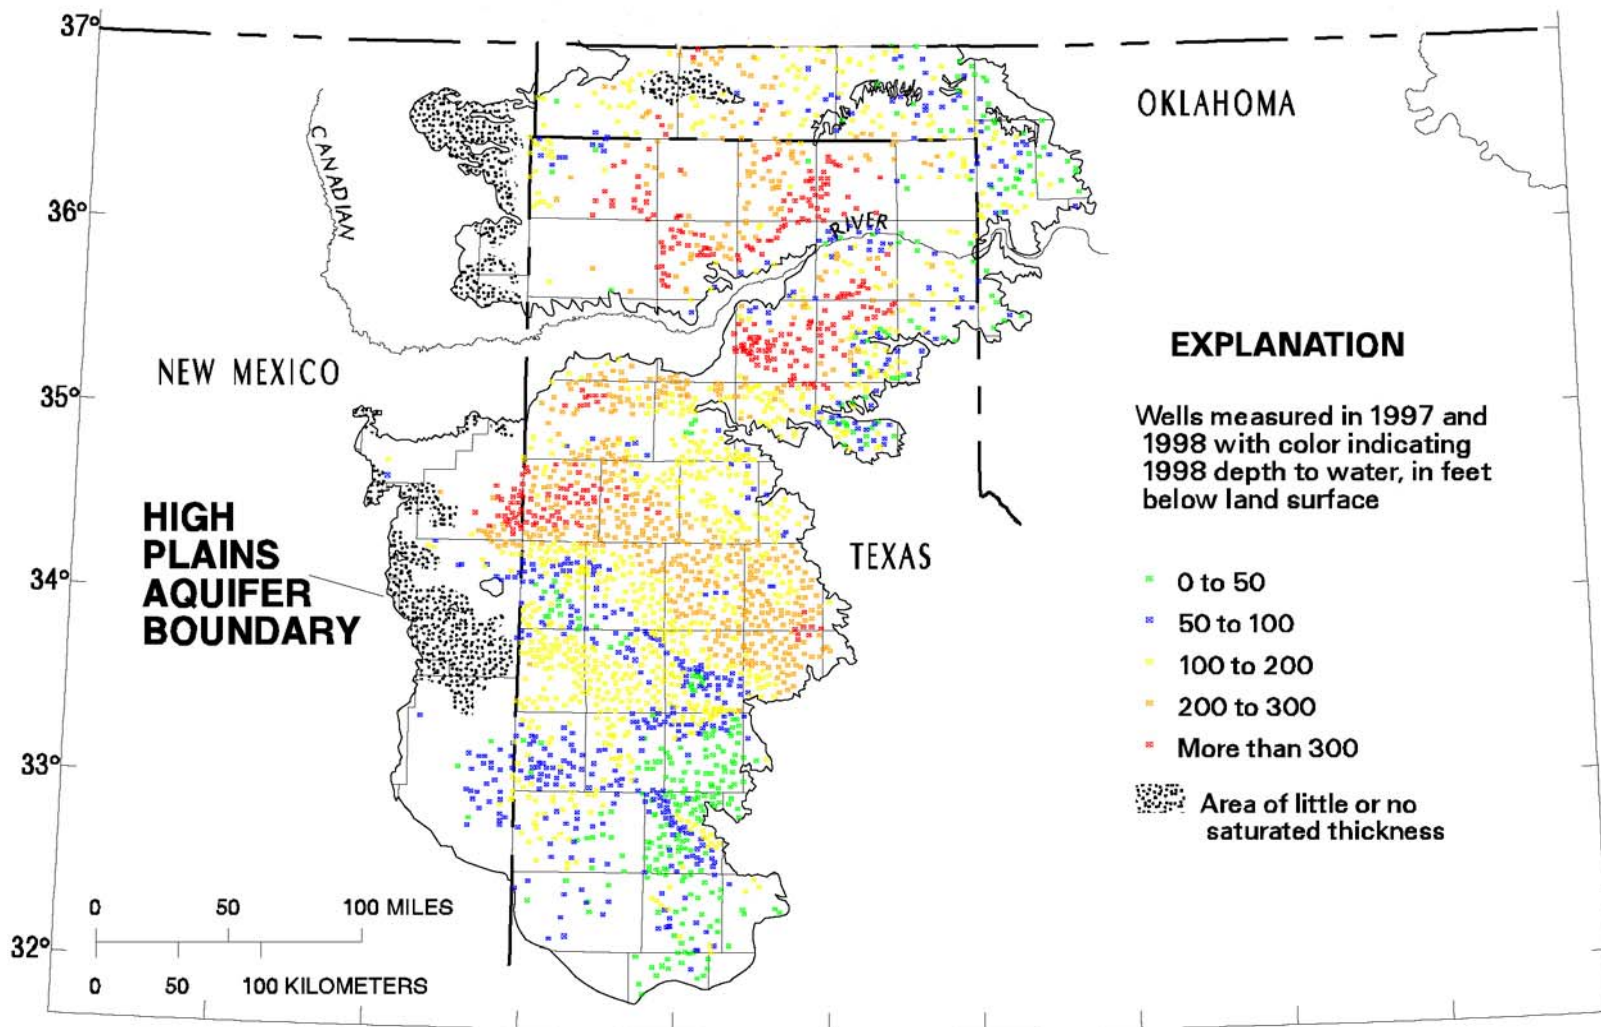 37°
OKLAHOMA
CANADIAN
36°
RIVER
EXPLANATION
NEW MEXICO
35°
Wells measured in 1997 and
1998 with color indicating
1998 depth to water, in feet
below land surface
HIGH
PLAINS
AQUIFER
BOUNDARY
TEXAS
34°
0 to 50
50 to 100
100 to 200
200 to 300
More than 300
33°
Area of little or no
saturated thickness
0 50 100 MILES
32°
0 50 100 KILOMETERS